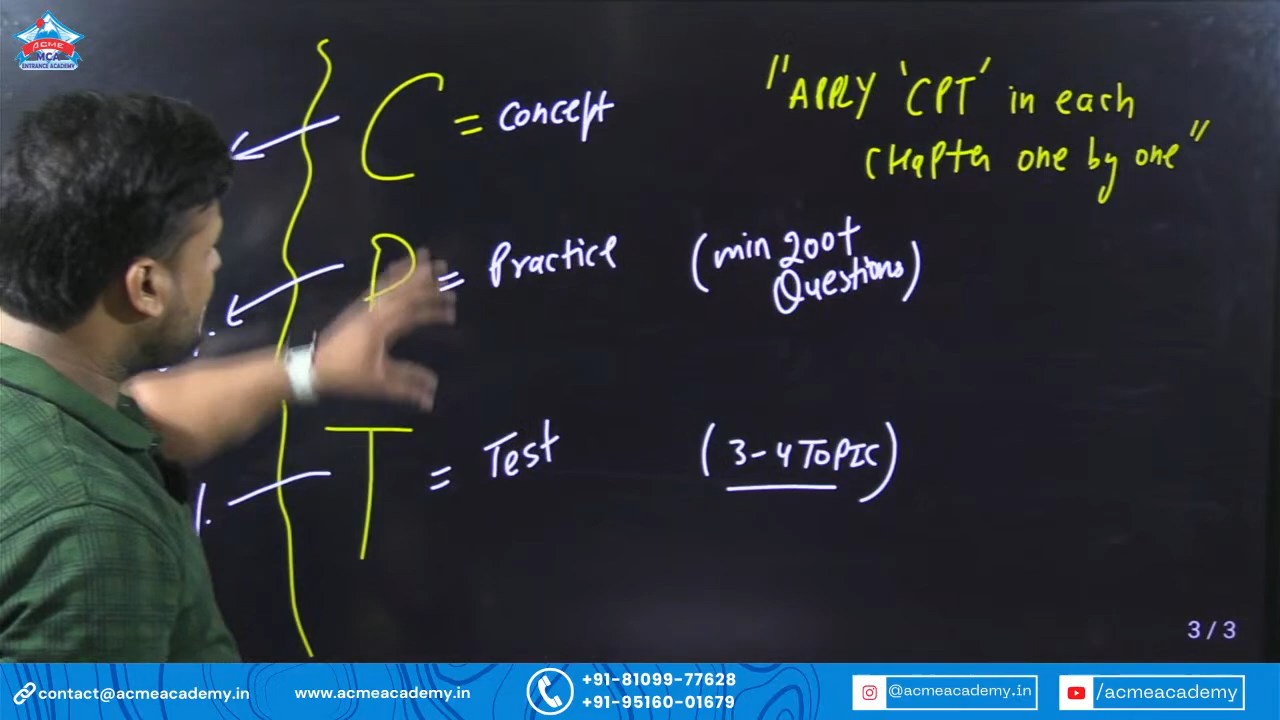 ACME
MCA
ENTRANCE ACADEMY
C = Concept
"APPLY 'CPT' in each
Chapter one by one"
P = Practice (min 200+
Questions)
T = Test (3-4 TOPIC)
3 / 3
contact@acmeacademy.in
www.acmeacademy.in
+91-81099-77628
+91-95160-01679
@acmeacademy.in
/acmeacademy